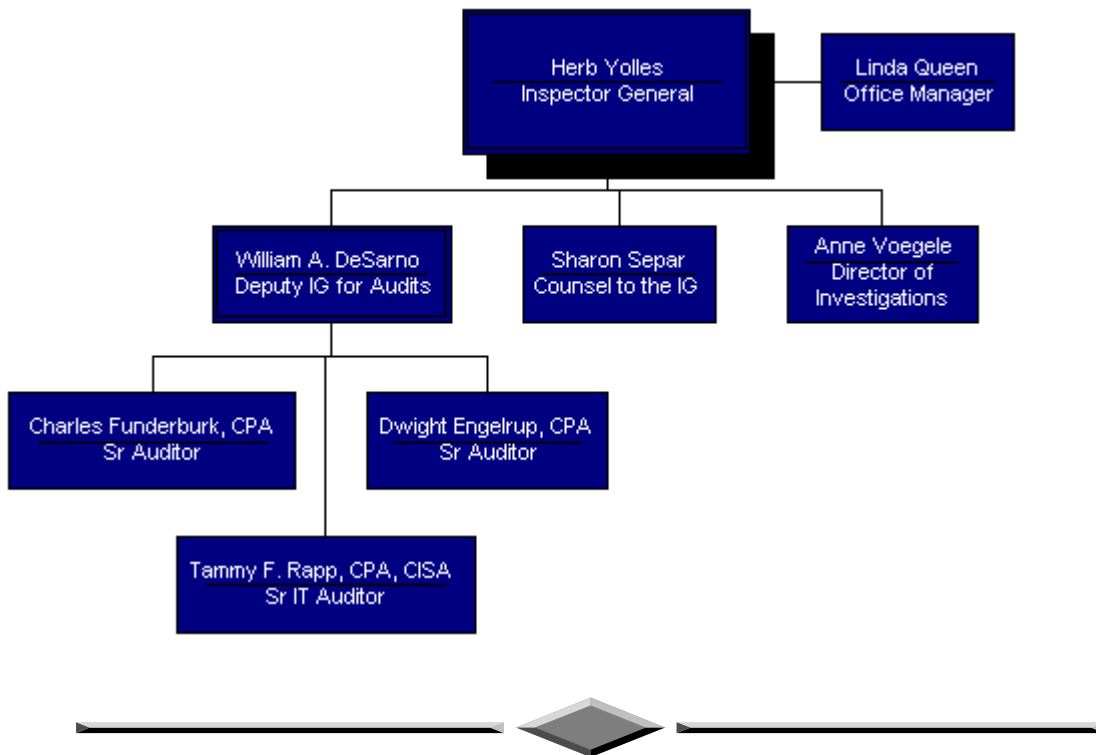 Herb Yolles
Inspector General
Linda Queen
Office Manager
William A. DeSarno
Deputy IG for Audits
Sharon Separ
Counsel to the IG
Anne Voegele
Director of
Investigations
Charles Funderburk, CPA
Sr Auditor
Dwight Engelrup, CPA
Sr Auditor
Tammy F. Rapp, CPA, CISA
Sr IT Auditor